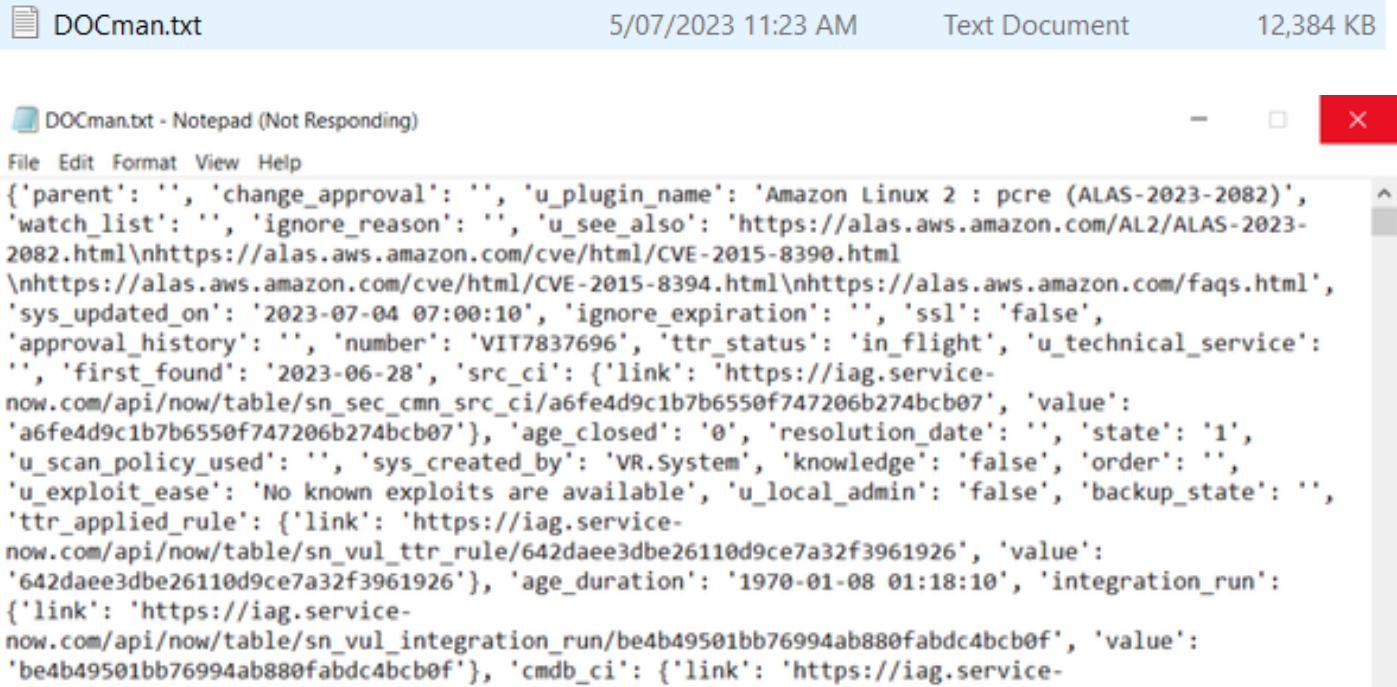 DOCman.txt 5/07/2023 11:23 AM Text Document 12,384 KB
DOCman.txt - Notepad (Not Responding)
File Edit Format View Help
{'parent': '', 'change_approval': '', 'u_plugin_name': 'Amazon Linux 2 : pcre (ALAS-2023-2082)',
'watch_list': '', 'ignore_reason': '', 'u_see_also': 'https://alas.aws.amazon.com/AL2/ALAS-2023-
2082.html\nhttps://alas.aws.amazon.com/cve/html/CVE-2015-8390.html
\nhttps://alas.aws.amazon.com/cve/html/CVE-2015-8394.html\nhttps://alas.aws.amazon.com/faqs.html',
'sys_updated_on': '2023-07-04 07:00:10', 'ignore_expiration': '', 'ssl': 'false',
'approval_history': '', 'number': 'VIT7837696', 'ttr_status': 'in_flight', 'u_technical_service':
'', 'first_found': '2023-06-28', 'src_ci': {'link': 'https://iag.service-
now.com/api/now/table/sn_sec_cmn_src_ci/a6fe4d9c1b7b6550f747206b274bcb07', 'value':
'a6fe4d9c1b7b6550f747206b274bcb07'}, 'age_closed': '0', 'resolution_date': '', 'state': '1',
'u_scan_policy_used': '', 'sys_created_by': 'VR.System', 'knowledge': 'false', 'order': '',
'u_exploit_ease': 'No known exploits are available', 'u_local_admin': 'false', 'backup_state': '',
'ttr_applied_rule': {'link': 'https://iag.service-
now.com/api/now/table/sn_vul_ttr_rule/642daee3dbe26110d9ce7a32f3961926', 'value':
'642daee3dbe26110d9ce7a32f3961926'}, 'age_duration': '1970-01-08 01:18:10', 'integration_run':
{'link': 'https://iag.service-
now.com/api/now/table/sn_vul_integration_run/be4b49501bb76994ab880fabdc4bcb0f', 'value':
'be4b49501bb76994ab880fabdc4bcb0f'}, 'cmdb_ci': {'link': 'https://iag.service-